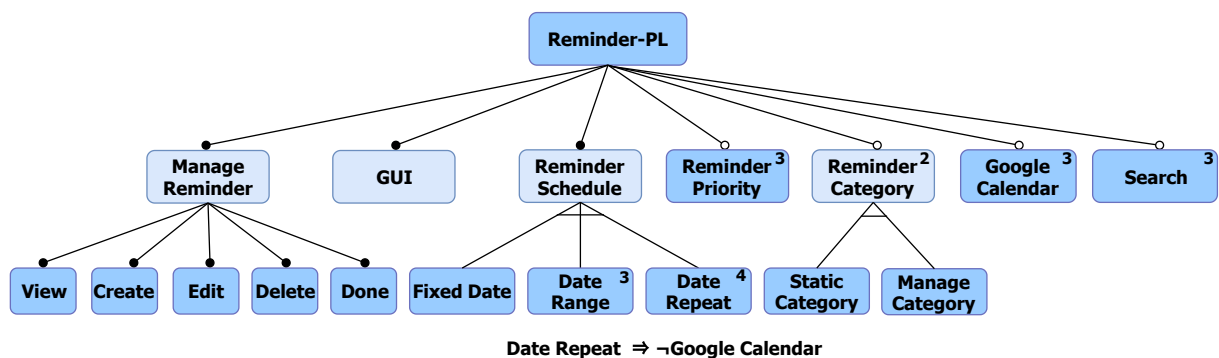 Reminder-PL
Manage
Reminder
GUI
Reminder
Schedule
Reminder 3
Priority
Reminder 2
Category
Google 3
Calendar
Search 3
View
Create
Edit
Delete
Done
Fixed Date
Date 3
Range
Date 4
Repeat
Static
Category
Manage
Category
Date Repeat ⇒ ¬Google Calendar